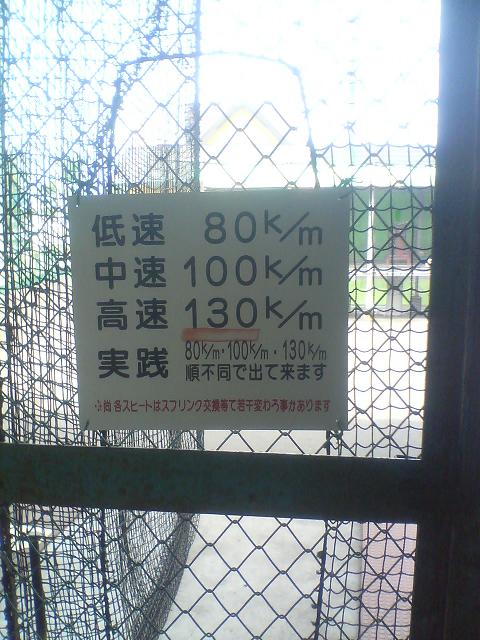 低速 80K/m
中速 100K/m
高速 130K/m
実践 80K/m・100K/m・130K/m
順不同で出て来ます
※尚各スピードはスプリング交換等で若干変わる事があります